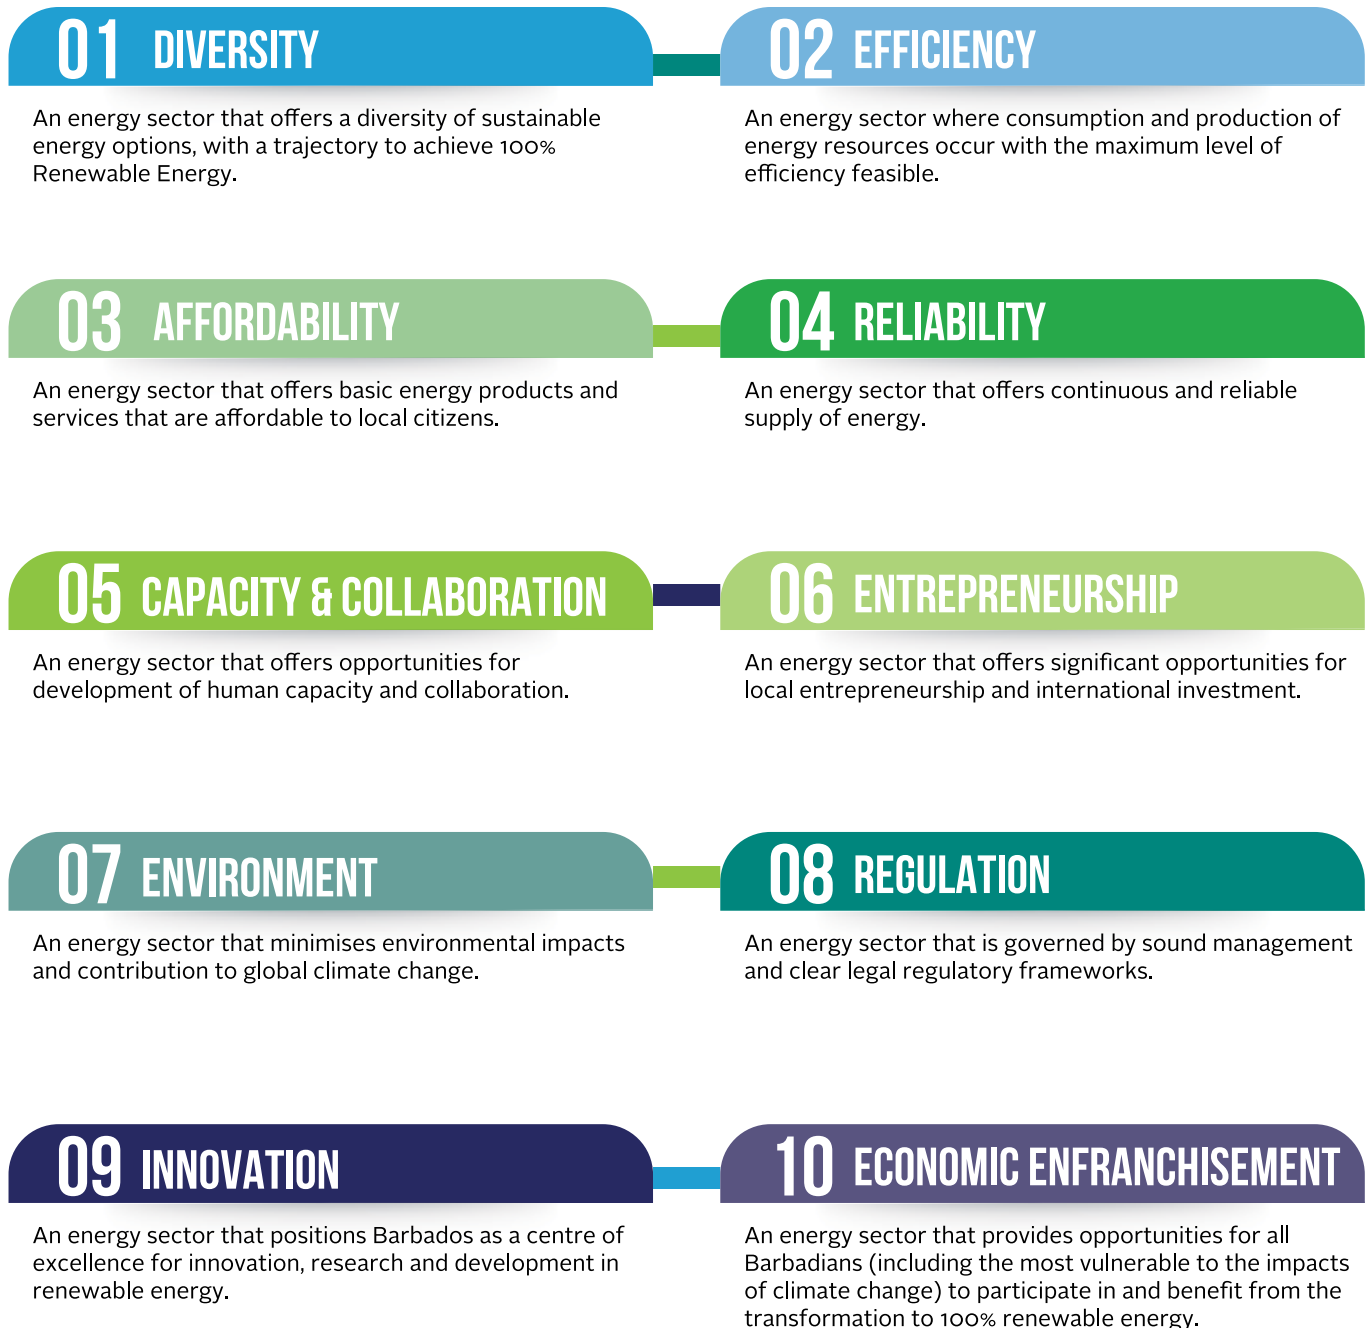 01 DIVERSITY
An energy sector that offers a diversity of sustainable
energy options, with a trajectory to achieve 100%
Renewable Energy.
02 EFFICIENCY
An energy sector where consumption and production of
energy resources occur with the maximum level of
efficiency feasible.
03 AFFORDABILITY
An energy sector that offers basic energy products and
services that are affordable to local citizens.
04 RELIABILITY
An energy sector that offers continuous and reliable
supply of energy.
05 CAPACITY & COLLABORATION
An energy sector that offers opportunities for
development of human capacity and collaboration.
06 ENTREPRENEURSHIP
An energy sector that offers significant opportunities for
local entrepreneurship and international investment.
07 ENVIRONMENT
An energy sector that minimises environmental impacts
and contribution to global climate change.
08 REGULATION
An energy sector that is governed by sound management
and clear legal regulatory frameworks.
09 INNOVATION
An energy sector that positions Barbados as a centre of
excellence for innovation, research and development in
renewable energy.
10 ECONOMIC ENFRANCHISEMENT
An energy sector that provides opportunities for all
Barbadians (including the most vulnerable to the impacts
of climate change) to participate in and benefit from the
transformation to 100% renewable energy.